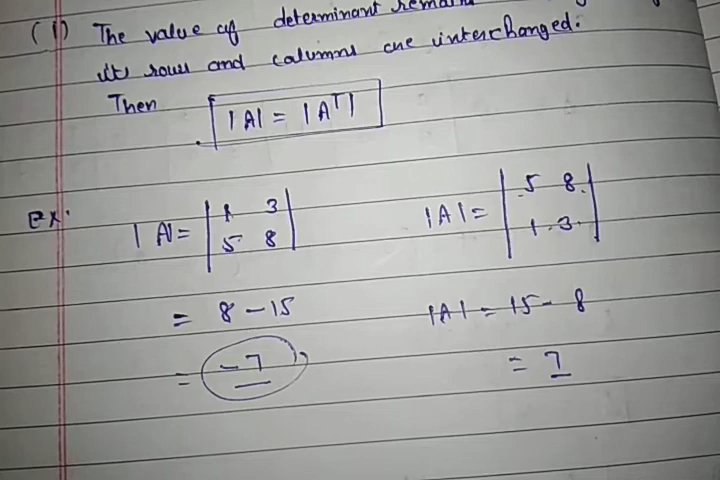 (1) The value of determinant
its rows and columns are interchanged.
Then |A| = |Aᵀ|
Ex. |A| = | 1 3 | |A| = | 5 8 |
| 5 8 | | 1 3 |
= 8 - 15 |A| = 15 - 8
= -7 = 7